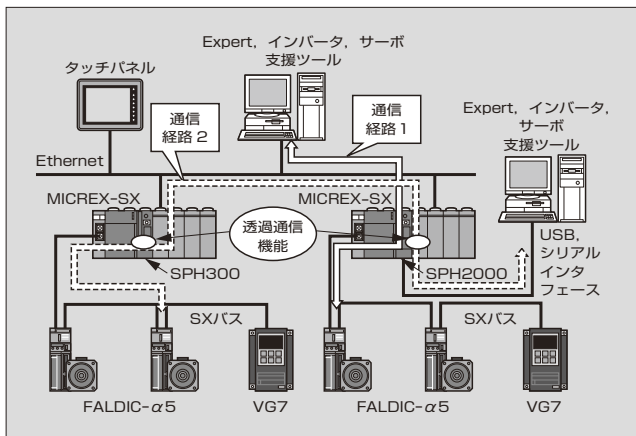 Expert，インバータ，サーボ
支援ツール
タッチパネル
通信
経路2
通信
経路1
Expert，インバータ，
サーボ
支援ツール
Ethernet
MICREX-SX
MICREX-SX
透過通信
機能
USB，
シリアル
インタ
フェース
SPH300
SPH2000
SXバス
SXバス
FALDIC-α5
VG7
FALDIC-α5
VG7